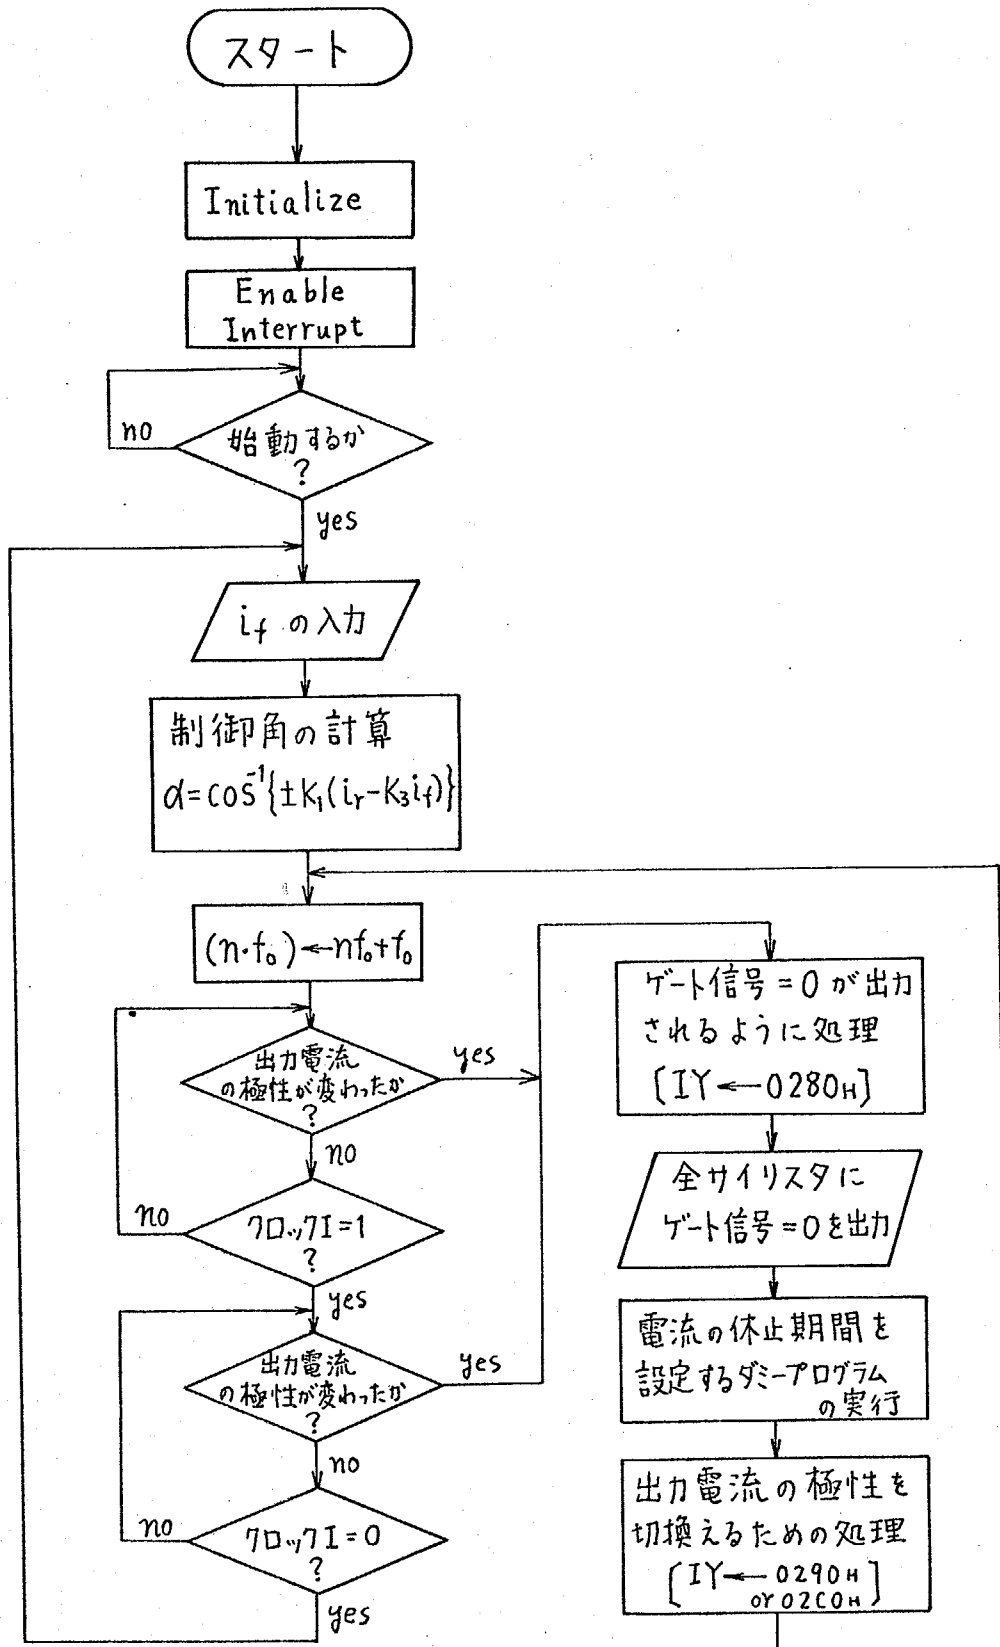 スタート
Initialize
Enable
Interrupt
no
始動するか
?
yes
i_f の入力
制御角の計算
α=cos⁻¹{±K₁(i_r-K₃i_f)}
(n・f₀)←nf₀+f₀
出力電流
の極性が変わったか
?
yes
no
no
クロックI=1
?
yes
出力電流
の極性が変わったか
?
yes
no
no
クロックI=0
?
yes
ゲート信号=0が出力
されるように処理
[IY←0280H]
全サイリスタに
ゲート信号=0を出力
電流の休止期間を
設定するダミープログラム
の実行
出力電流の極性を
切換えるための処理
[IY←0290H
or 02C0H]